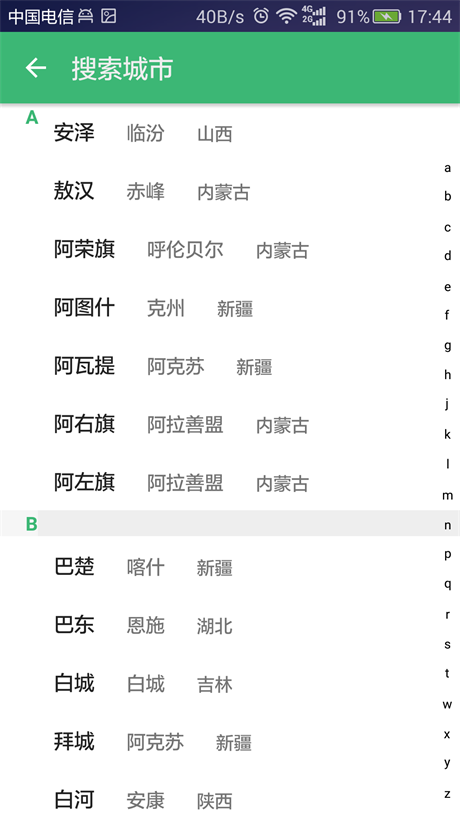 中国电信 40B/s 4G 2G 91% 17:44
搜索城市
A
安泽 临汾 山西
敖汉 赤峰 内蒙古
阿荣旗 呼伦贝尔 内蒙古
阿图什 克州 新疆
阿瓦提 阿克苏 新疆
阿右旗 阿拉善盟 内蒙古
阿左旗 阿拉善盟 内蒙古
B
巴楚 喀什 新疆
巴东 恩施 湖北
白城 白城 吉林
拜城 阿克苏 新疆
白河 安康 陕西
a
b
c
d
e
f
g
h
j
k
l
m
n
p
q
r
s
t
w
x
y
z